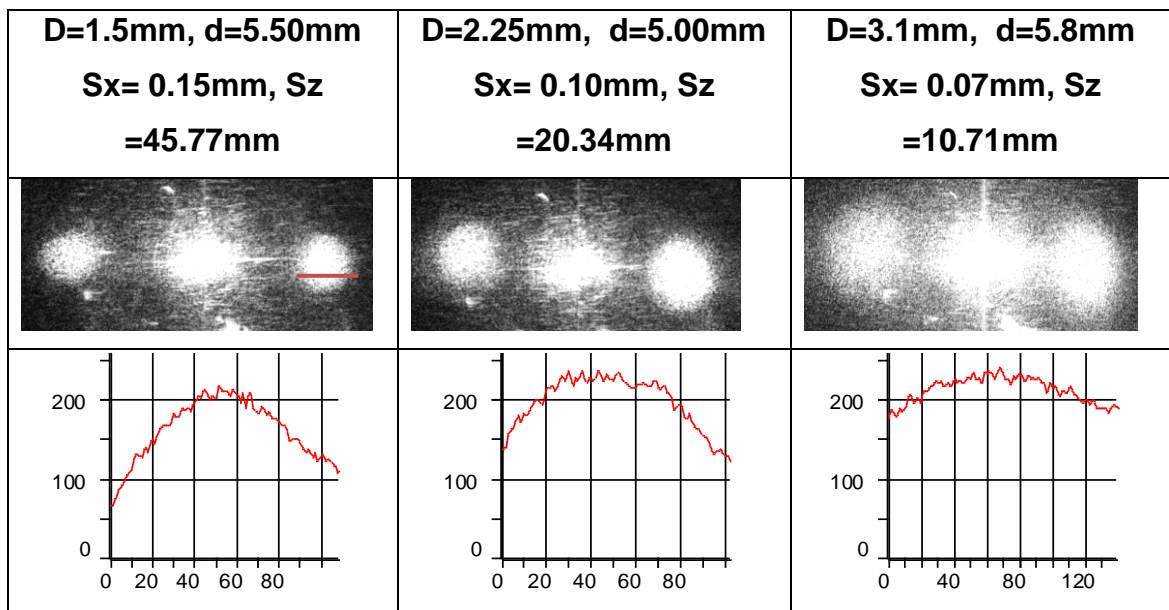 D=1.5mm, d=5.50mm
Sx= 0.15mm, Sz
=45.77mm
D=2.25mm, d=5.00mm
Sx= 0.10mm, Sz
=20.34mm
D=3.1mm, d=5.8mm
Sx= 0.07mm, Sz
=10.71mm
200
100
0
0 20 40 60 80
200
100
0
0 20 40 60 80
200
100
0
0 40 80 120